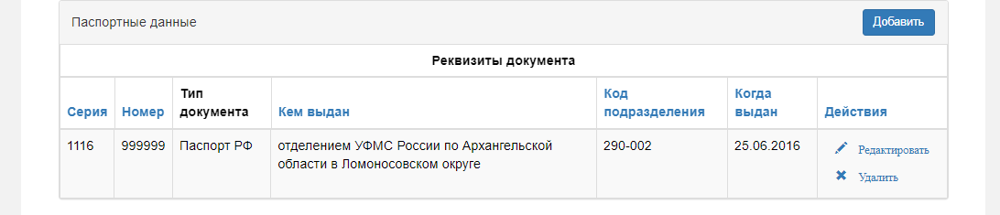 Паспортные данные
Добавить
Реквизиты документа
Серия Номер Тип документа Кем выдан Код подразделения Когда выдан Действия
1116 999999 Паспорт РФ отделением УФМС России по Архангельской области в Ломоносовском округе 290-002 25.06.2016
Редактировать
Удалить